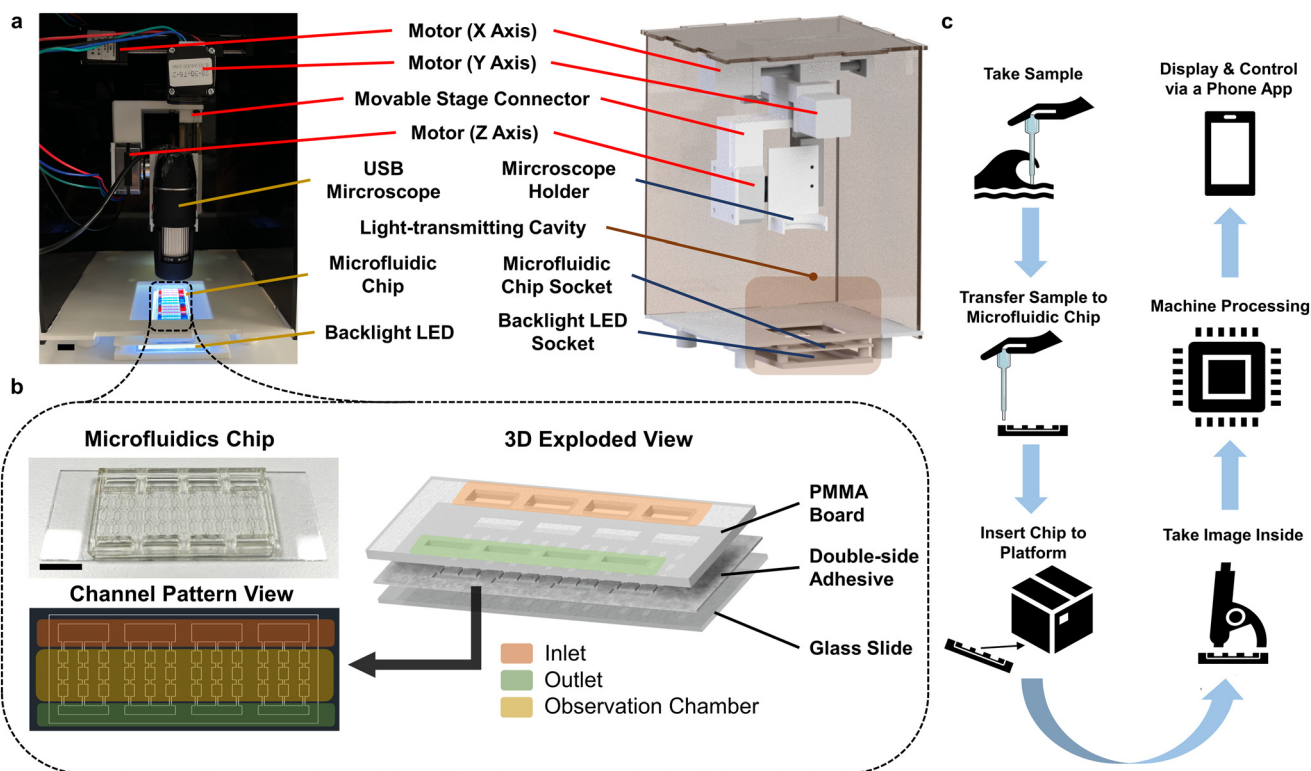 a
Motor (X Axis)
Motor (Y Axis)
Movable Stage Connector
Motor (Z Axis)
USB
Mircroscope
Mircroscope
Holder
Light-transmitting Cavity
Microfluidic
Chip
Microfluidic
Chip Socket
Backlight LED
Backlight LED
Socket
b
Microfluidics Chip
3D Exploded View
PMMA
Board
Double-side
Adhesive
Glass Slide
Channel Pattern View
Inlet
Outlet
Observation Chamber
c
Take Sample
Transfer Sample to
Microfluidic Chip
Insert Chip to
Platform
Take Image Inside
Machine Processing
Display & Control
via a Phone App